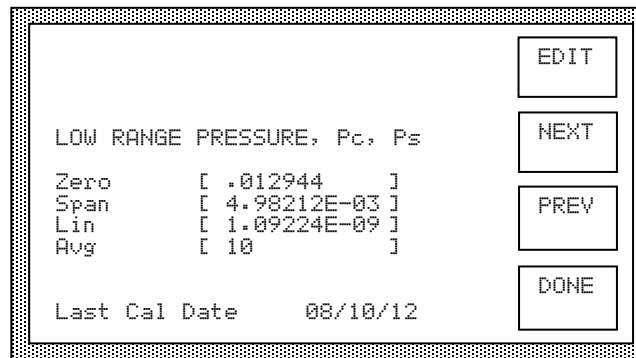 EDIT
LOW RANGE PRESSURE, Pc, Ps
NEXT
Zero [ .012944 ]
Span [ 4.98212E-03 ]
Lin [ 1.09224E-09 ]
Avg [ 10 ]
PREV
Last Cal Date 08/10/12
DONE